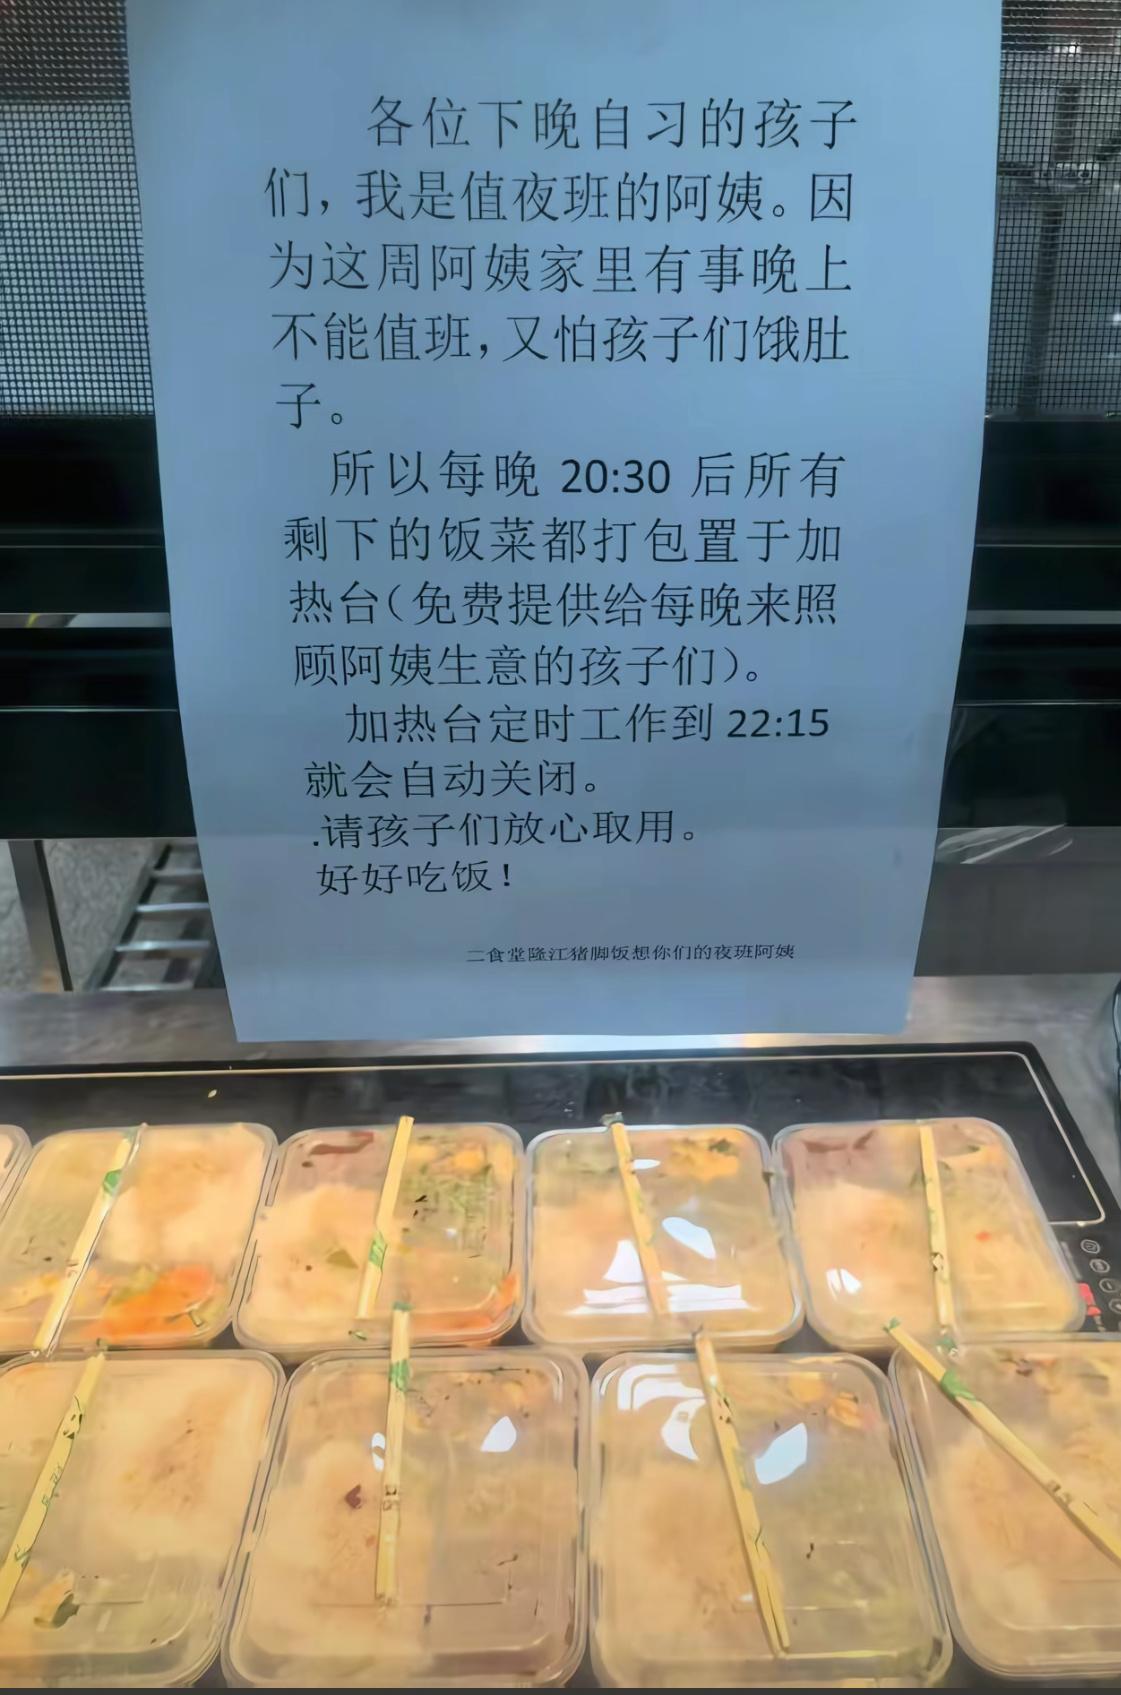 各位下晚自习的孩子
们，我是值夜班的阿姨。因
为这周阿姨家里有事晚上
不能值班，又怕孩子们饿肚
子。
所以每晚 20:30 后所有
剩下的饭菜都打包置于加
热台（免费提供给每晚来照
顾阿姨生意的孩子们）。
加热台定时工作到 22:15
就会自动关闭。
.请孩子们放心取用。
好好吃饭！
二食堂隆江猪脚饭想你们的夜班阿姨